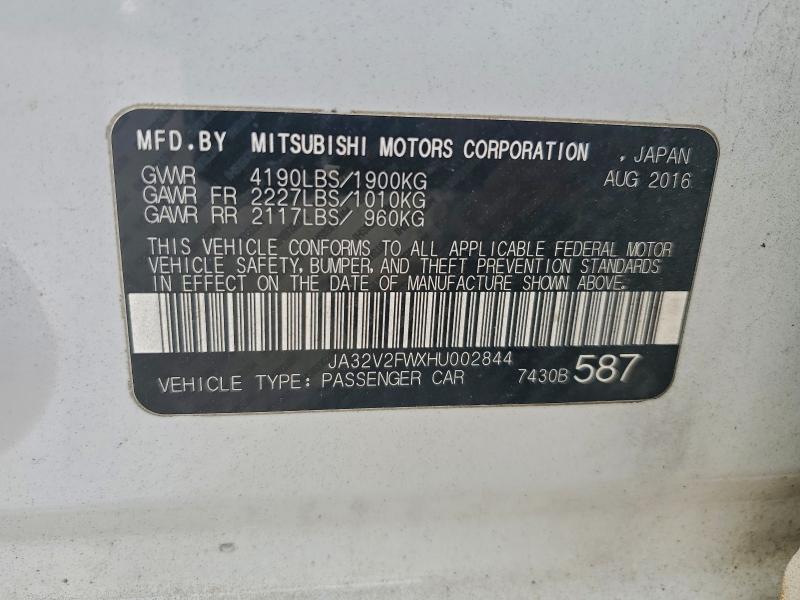 MFD.BY MITSUBISHI MOTORS CORPORATION , JAPAN
GVWR 4190LBS/1900KG AUG 2016
GAWR FR 2227LBS/1010KG
GAWR RR 2117LBS/ 960KG
THIS VEHICLE CONFORMS TO ALL APPLICABLE FEDERAL MOTOR
VEHICLE SAFETY, BUMPER, AND THEFT PREVENTION STANDARDS
IN EFFECT ON THE DATE OF MANUFACTURE SHOWN ABOVE.
JA32V2FWXHU002844
VEHICLE TYPE: PASSENGER CAR 7430B 587